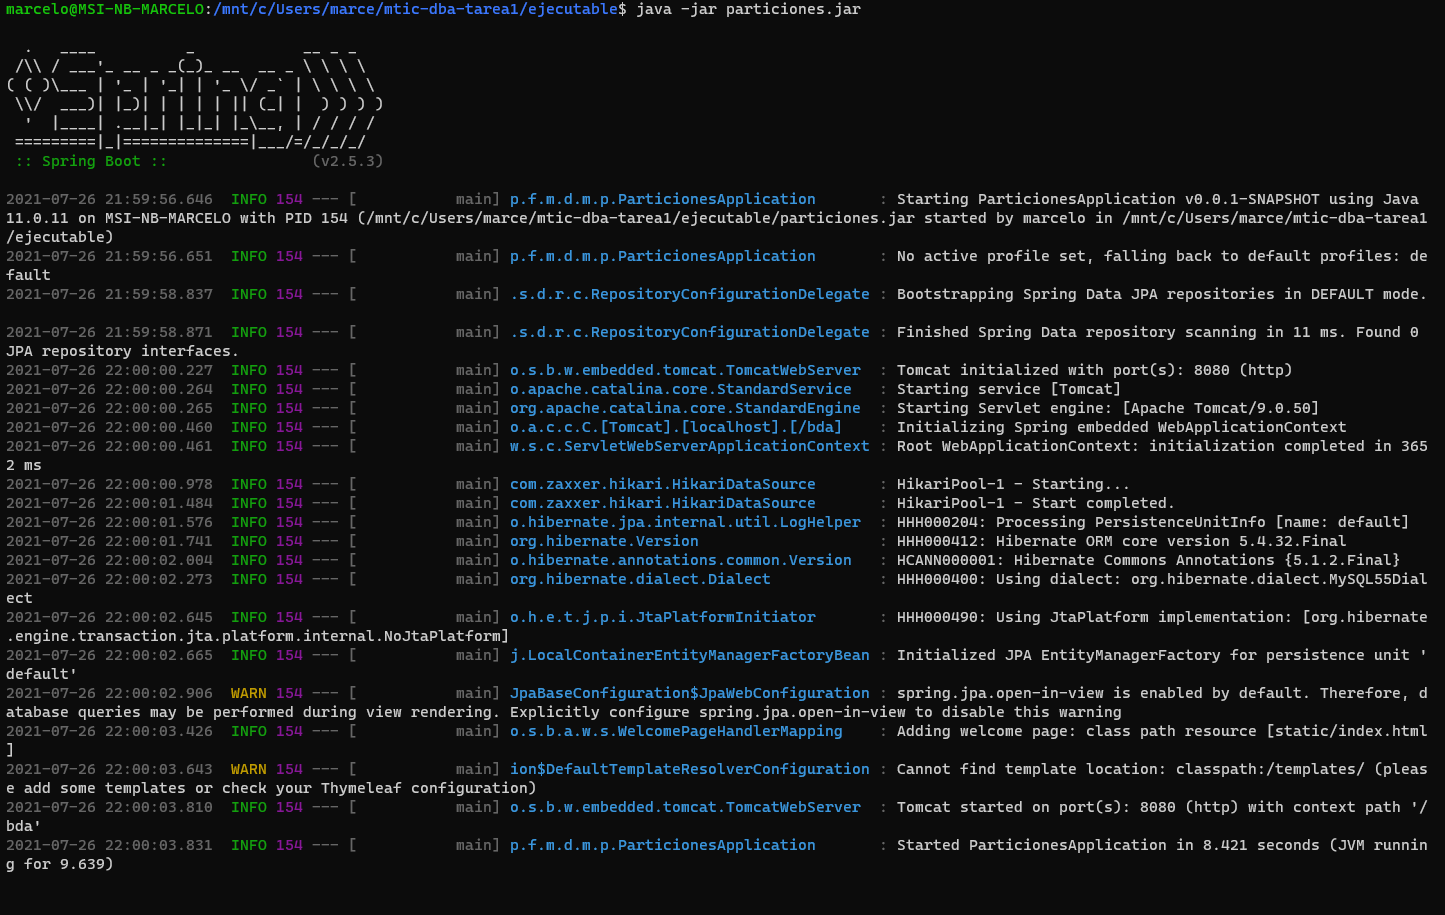 marcelo@MSI-NB-MARCELO:/mnt/c/Users/marce/mtic-dba-tarea1/ejecutable$ java -jar particiones.jar

  .   ____          _            __ _ _
 /\\ / ___'_ __ _ _(_)_ __  __ _ \ \ \ \
( ( )\___ | '_ | '_| | '_ \/ _` | \ \ \ \
 \\/  ___)| |_)| | | | | || (_| |  ) ) ) )
  '  |____| .__|_| |_|_| |_\__, | / / / /
 =========|_|==============|___/=/_/_/_/
 :: Spring Boot ::                (v2.5.3)

2021-07-26 21:59:56.646  INFO 154 --- [           main] p.f.m.d.m.p.ParticionesApplication       : Starting ParticionesApplication v0.0.1-SNAPSHOT using Java
11.0.11 on MSI-NB-MARCELO with PID 154 (/mnt/c/Users/marce/mtic-dba-tarea1/ejecutable/particiones.jar started by marcelo in /mnt/c/Users/marce/mtic-dba-tarea1
/ejecutable)
2021-07-26 21:59:56.651  INFO 154 --- [           main] p.f.m.d.m.p.ParticionesApplication       : No active profile set, falling back to default profiles: de
fault
2021-07-26 21:59:58.837  INFO 154 --- [           main] .s.d.r.c.RepositoryConfigurationDelegate : Bootstrapping Spring Data JPA repositories in DEFAULT mode.

2021-07-26 21:59:58.871  INFO 154 --- [           main] .s.d.r.c.RepositoryConfigurationDelegate : Finished Spring Data repository scanning in 11 ms. Found 0
JPA repository interfaces.
2021-07-26 22:00:00.227  INFO 154 --- [           main] o.s.b.w.embedded.tomcat.TomcatWebServer  : Tomcat initialized with port(s): 8080 (http)
2021-07-26 22:00:00.264  INFO 154 --- [           main] o.apache.catalina.core.StandardService   : Starting service [Tomcat]
2021-07-26 22:00:00.265  INFO 154 --- [           main] org.apache.catalina.core.StandardEngine  : Starting Servlet engine: [Apache Tomcat/9.0.50]
2021-07-26 22:00:00.460  INFO 154 --- [           main] o.a.c.c.C.[Tomcat].[localhost].[/bda]    : Initializing Spring embedded WebApplicationContext
2021-07-26 22:00:00.461  INFO 154 --- [           main] w.s.c.ServletWebServerApplicationContext : Root WebApplicationContext: initialization completed in 365
2 ms
2021-07-26 22:00:00.978  INFO 154 --- [           main] com.zaxxer.hikari.HikariDataSource       : HikariPool-1 - Starting...
2021-07-26 22:00:01.484  INFO 154 --- [           main] com.zaxxer.hikari.HikariDataSource       : HikariPool-1 - Start completed.
2021-07-26 22:00:01.576  INFO 154 --- [           main] o.hibernate.jpa.internal.util.LogHelper  : HHH000204: Processing PersistenceUnitInfo [name: default]
2021-07-26 22:00:01.741  INFO 154 --- [           main] org.hibernate.Version                    : HHH000412: Hibernate ORM core version 5.4.32.Final
2021-07-26 22:00:02.004  INFO 154 --- [           main] o.hibernate.annotations.common.Version   : HCANN000001: Hibernate Commons Annotations {5.1.2.Final}
2021-07-26 22:00:02.273  INFO 154 --- [           main] org.hibernate.dialect.Dialect            : HHH000400: Using dialect: org.hibernate.dialect.MySQL55Dial
ect
2021-07-26 22:00:02.645  INFO 154 --- [           main] o.h.e.t.j.p.i.JtaPlatformInitiator       : HHH000490: Using JtaPlatform implementation: [org.hibernate
.engine.transaction.jta.platform.internal.NoJtaPlatform]
2021-07-26 22:00:02.665  INFO 154 --- [           main] j.LocalContainerEntityManagerFactoryBean : Initialized JPA EntityManagerFactory for persistence unit '
default'
2021-07-26 22:00:02.906  WARN 154 --- [           main] JpaBaseConfiguration$JpaWebConfiguration : spring.jpa.open-in-view is enabled by default. Therefore, d
atabase queries may be performed during view rendering. Explicitly configure spring.jpa.open-in-view to disable this warning
2021-07-26 22:00:03.426  INFO 154 --- [           main] o.s.b.a.w.s.WelcomePageHandlerMapping    : Adding welcome page: class path resource [static/index.html
]
2021-07-26 22:00:03.643  WARN 154 --- [           main] ion$DefaultTemplateResolverConfiguration : Cannot find template location: classpath:/templates/ (pleas
e add some templates or check your Thymeleaf configuration)
2021-07-26 22:00:03.810  INFO 154 --- [           main] o.s.b.w.embedded.tomcat.TomcatWebServer  : Tomcat started on port(s): 8080 (http) with context path '/
bda'
2021-07-26 22:00:03.831  INFO 154 --- [           main] p.f.m.d.m.p.ParticionesApplication       : Started ParticionesApplication in 8.421 seconds (JVM runnin
g for 9.639)